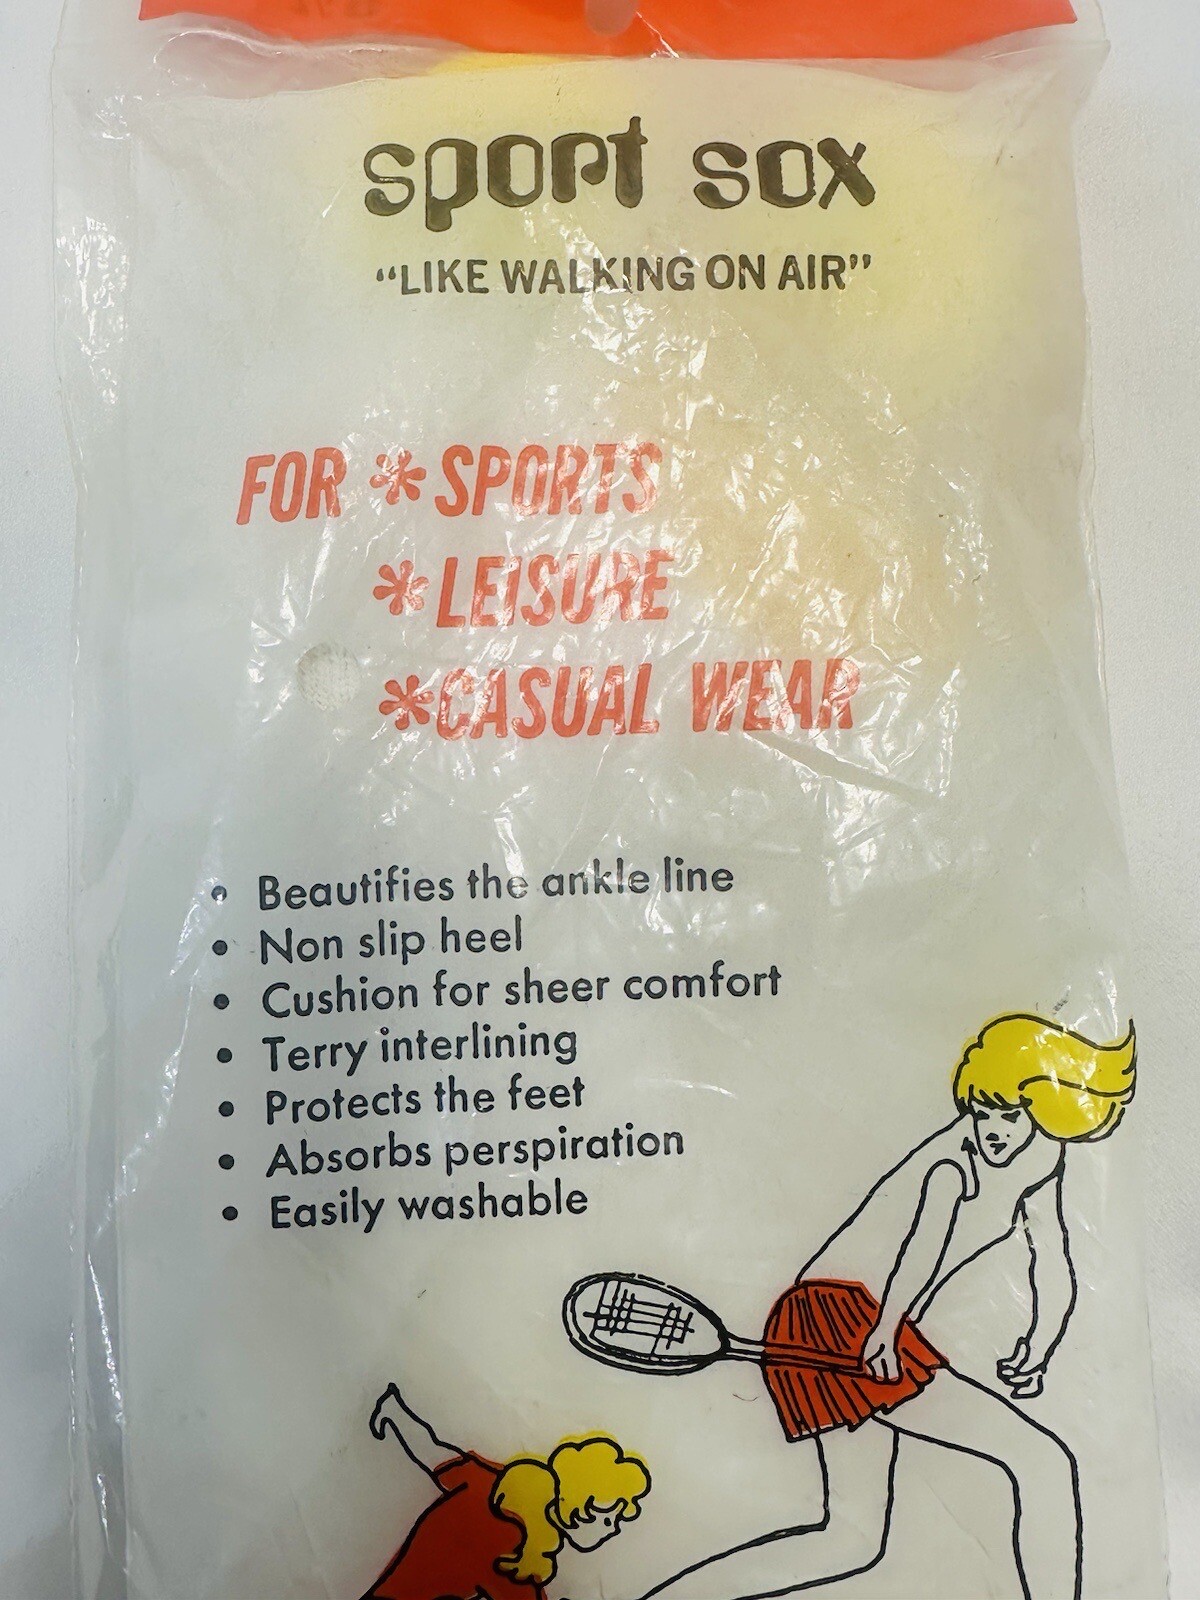 sport sox
“LIKE WALKING ON AIR”
FOR * SPORTS
* LEISURE
*CASUAL WEAR
• Beautifies the ankle line
• Non slip heel
• Cushion for sheer comfort
• Terry interlining
• Protects the feet
• Absorbs perspiration
• Easily washable